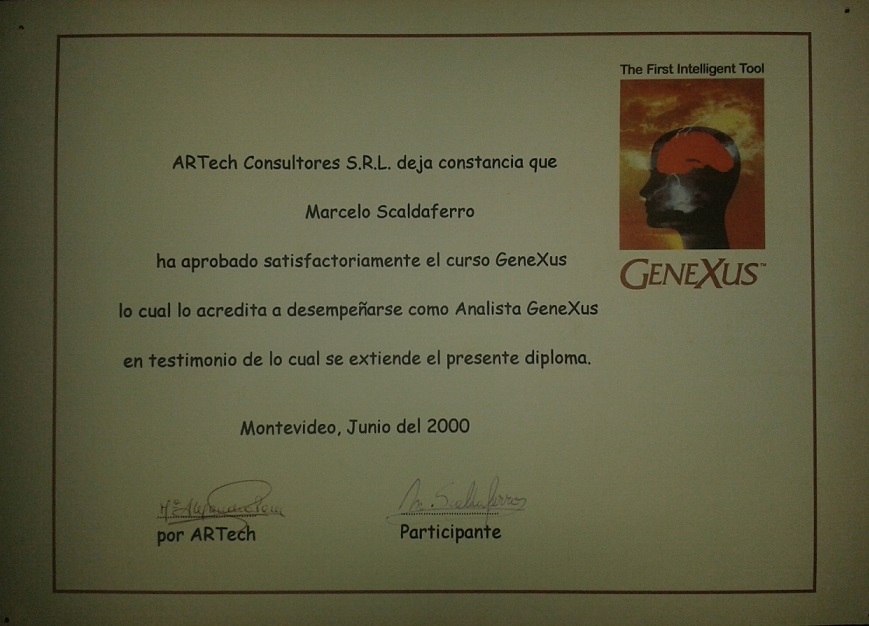 The First Intelligent Tool
ARTech Consultores S.R.L. deja constancia que
Marcelo Scaldaferro
ha aprobado satisfactoriamente el curso GeneXus
GENEXUS™
lo cual lo acredita a desempeñarse como Analista GeneXus
en testimonio de lo cual se extiende el presente diploma.
Montevideo, Junio del 2000
por ARTech
Participante